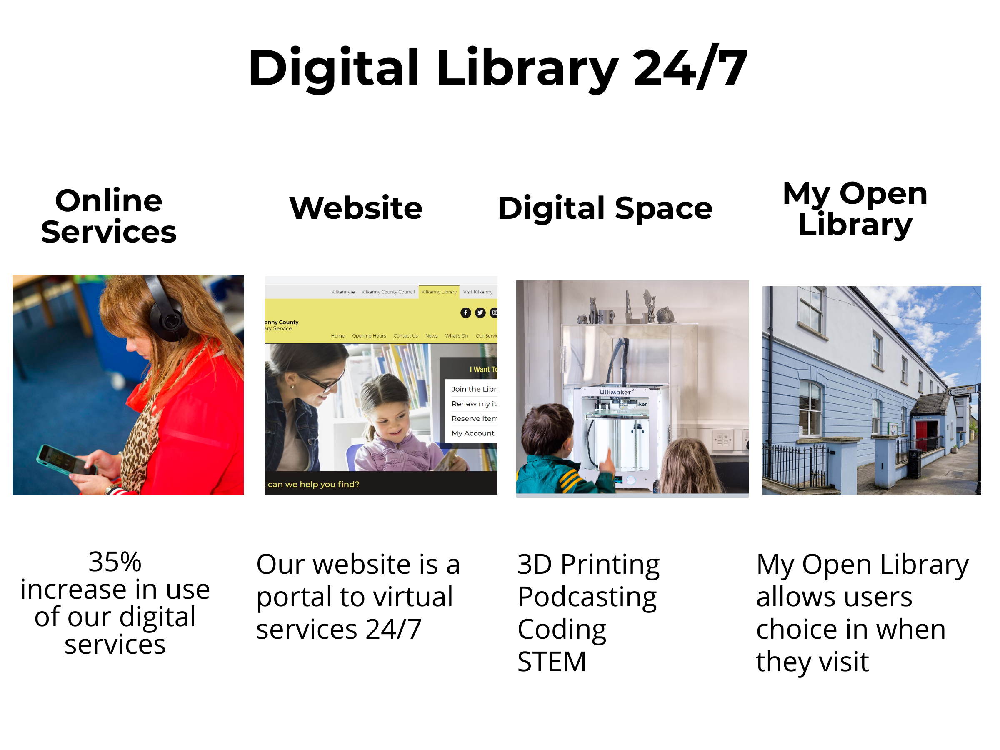 Digital Library 24/7
Online
Services
Website
Digital Space
My Open
Library
Kilkenny.ie Kilkenny County Council Kilkenny Library Visit Kilkenny
enny County
ary Service
Home Opening Hours Contact Us News What's On Our Servic
I Want To
Join the Libra
Renew my it
Reserve item
My Account
can we help you find?
Ultimaker 2+
ker
Castlecomer
Library
35%
increase in use
of our digital
services
Our website is a
portal to virtual
services 24/7
3D Printing
Podcasting
Coding
STEM
My Open Library
allows users
choice in when
they visit